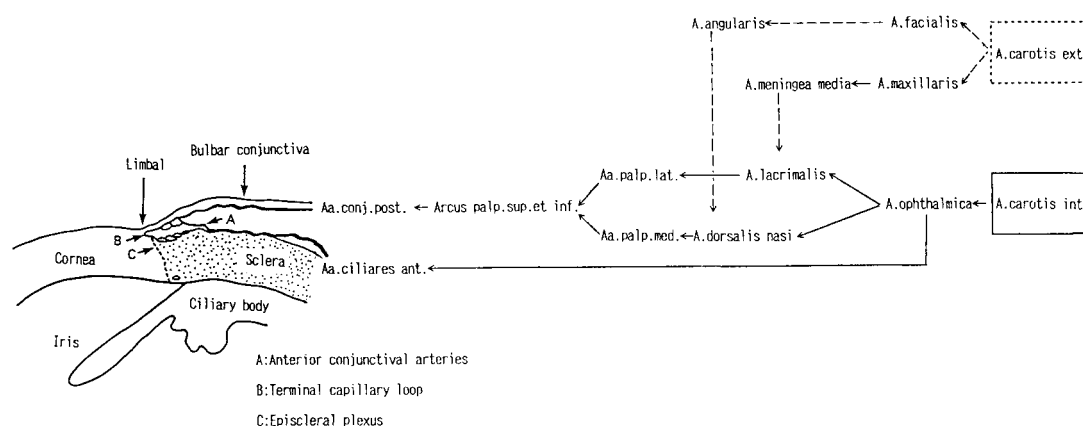 A.angularis
A.facialis
A.carotis ext
A.meningea media
A.maxillaris
Bulbar conjunctiva
Limbal
Aa.palp.lat.
A.lacrimalis
Aa.conj.post.
Arcus palp.sup.et inf.
A.ophthalmica
A.carotis int
A
B
Aa.palp.med.
A.dorsalis nasi
C
Cornea
Sclera
Aa.ciliares ant.
Ciliary body
Iris
A:Anterior conjunctival arteries
B:Terminal capillary loop
C:Episcleral plexus